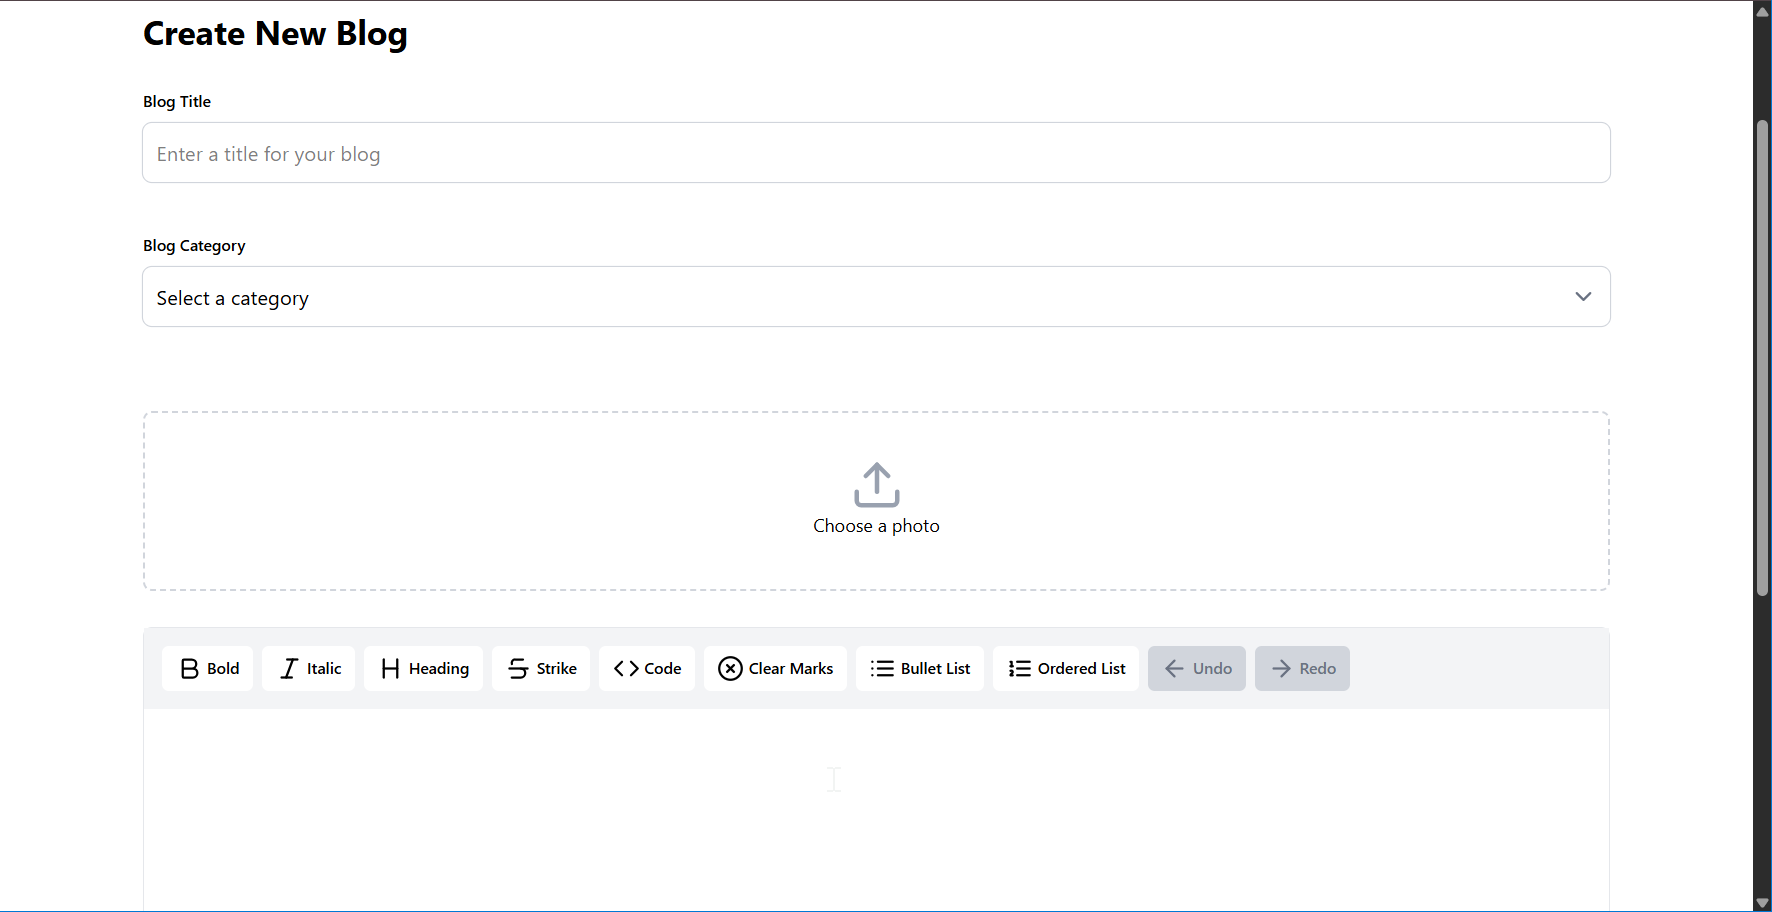 Create New Blog
Blog Title
Enter a title for your blog
Blog Category
Select a category
Choose a photo
Bold Italic Heading Strike Code Clear Marks Bullet List Ordered List Undo Redo